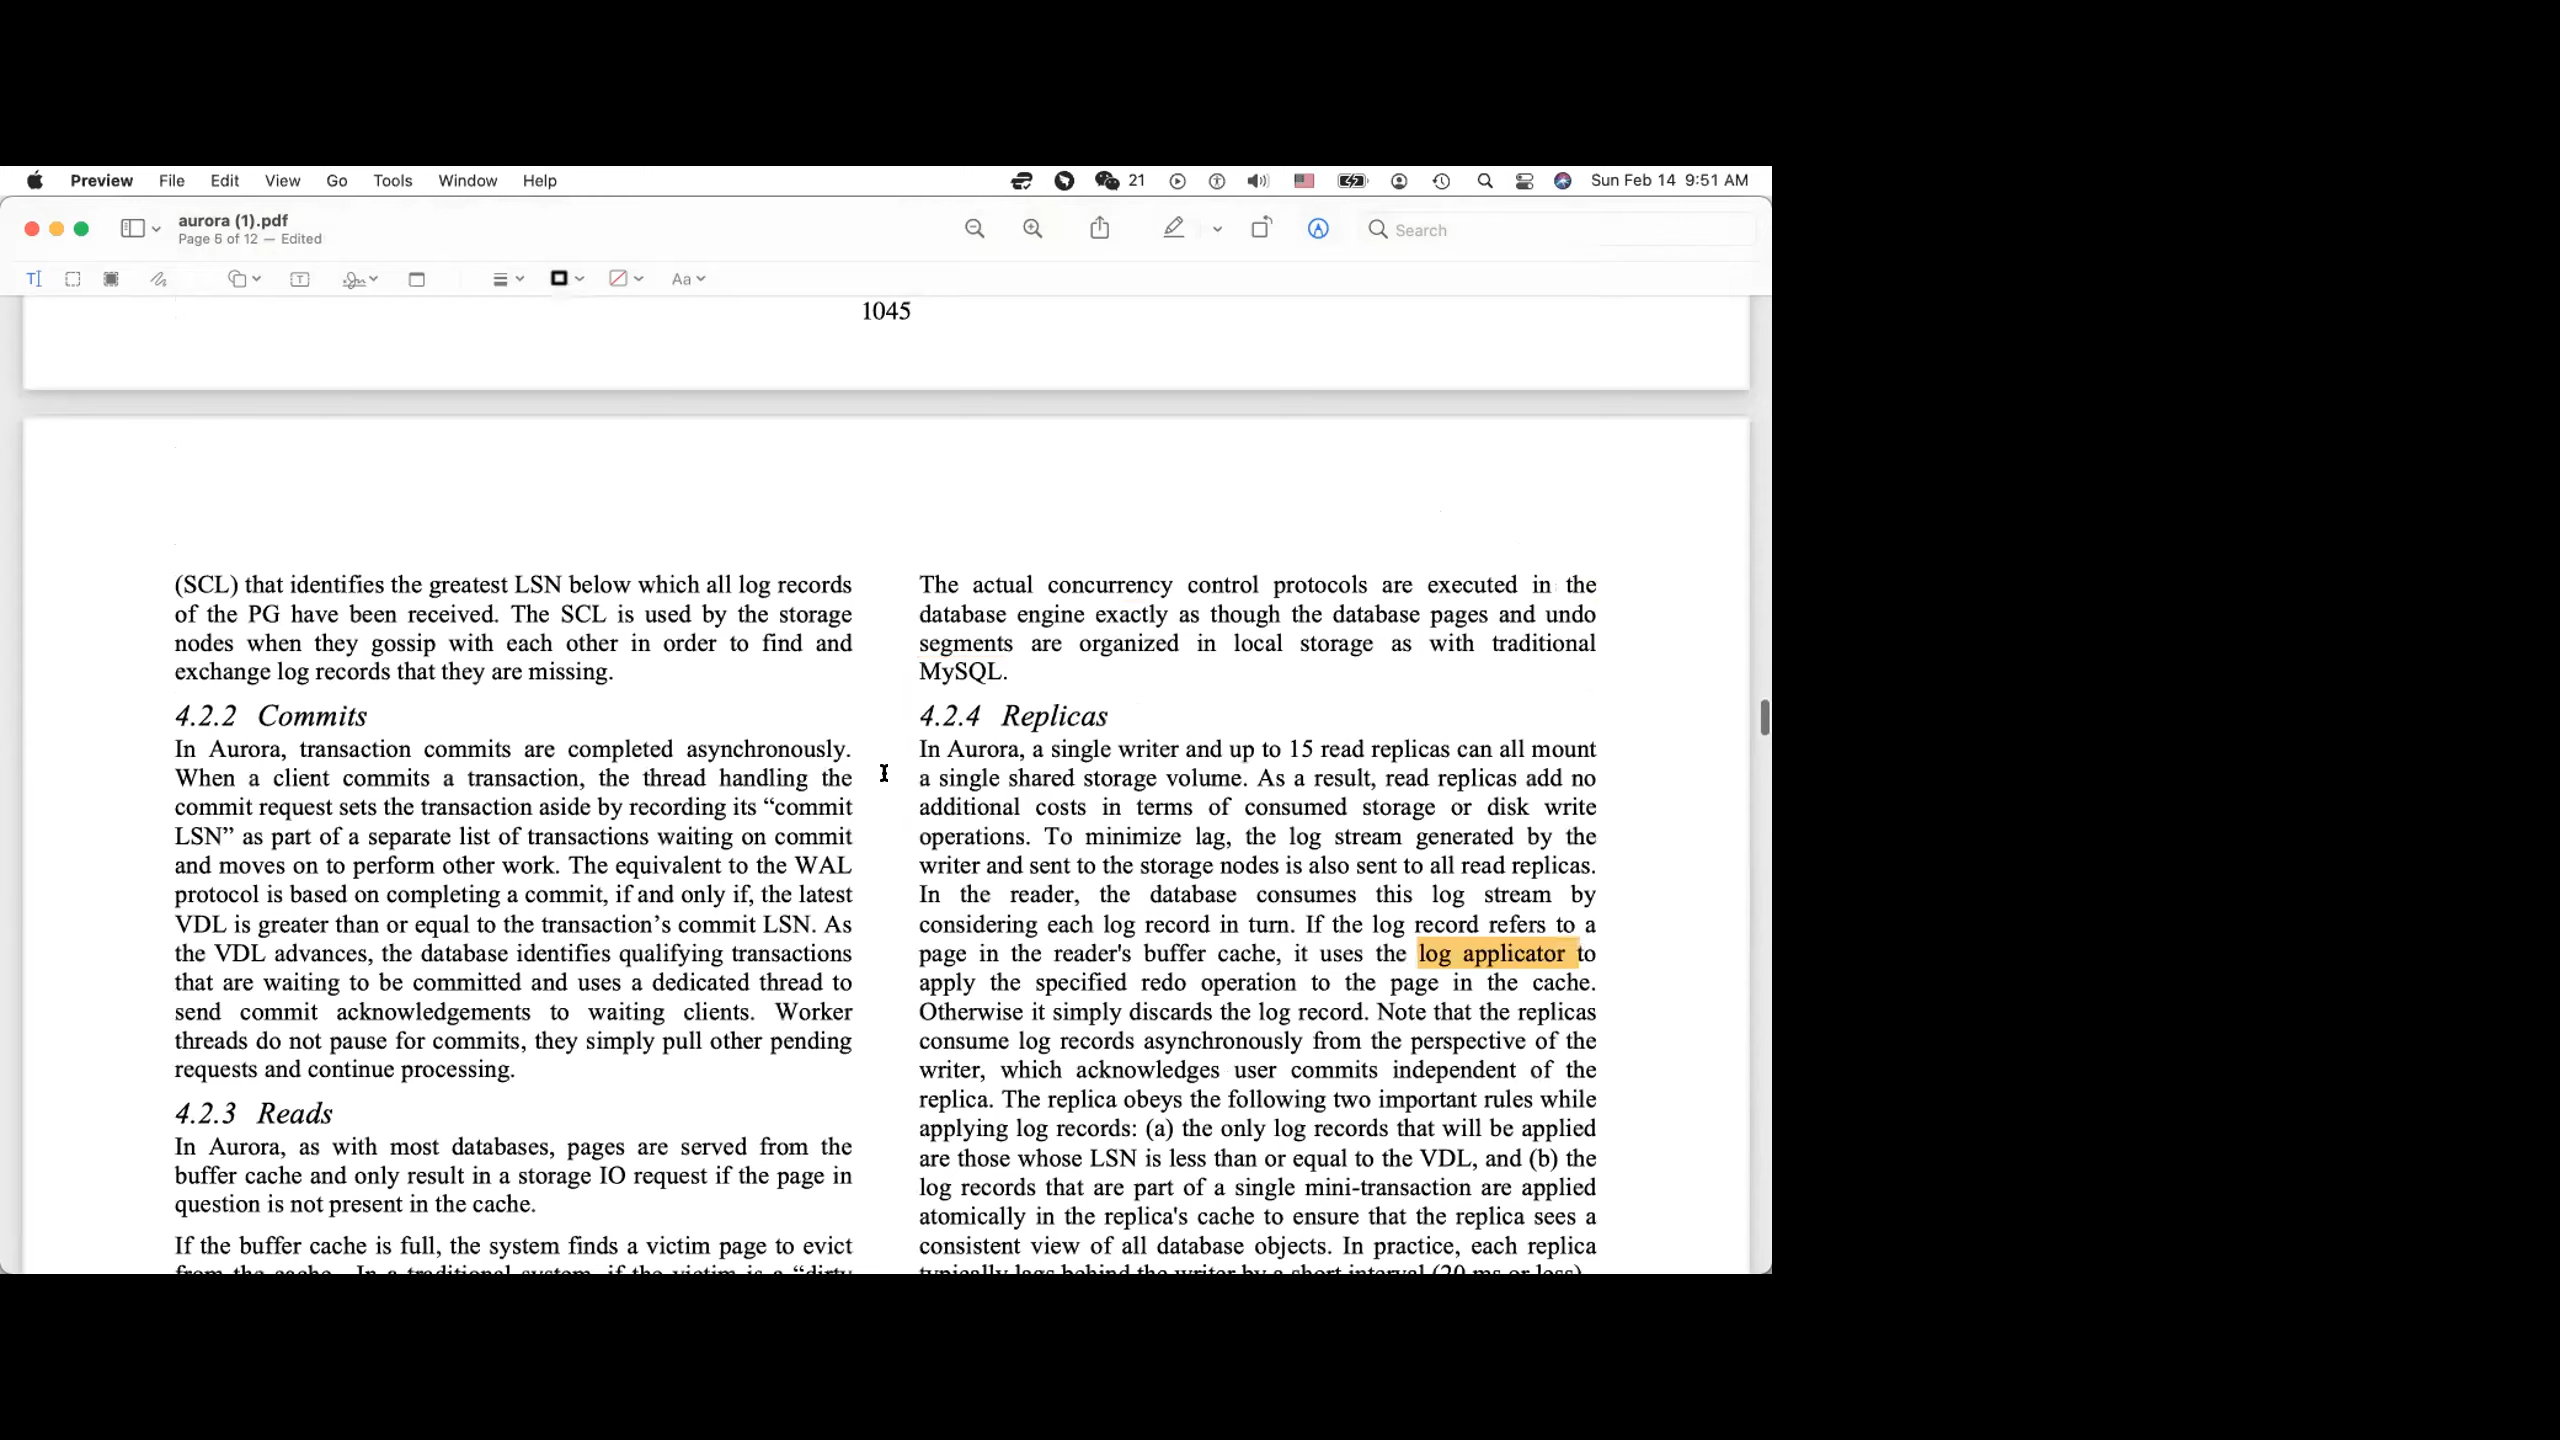 Preview File Edit View Go Tools Window Help 21 Sun Feb 14 9:51 AM
aurora (1).pdf
Page 6 of 12 — Edited
Search
Aa
1045
(SCL) that identifies the greatest LSN below which all log records
of the PG have been received. The SCL is used by the storage
nodes when they gossip with each other in order to find and
exchange log records that they are missing.
4.2.2 Commits
In Aurora, transaction commits are completed asynchronously.
When a client commits a transaction, the thread handling the
commit request sets the transaction aside by recording its “commit
LSN” as part of a separate list of transactions waiting on commit
and moves on to perform other work. The equivalent to the WAL
protocol is based on completing a commit, if and only if, the latest
VDL is greater than or equal to the transaction’s commit LSN. As
the VDL advances, the database identifies qualifying transactions
that are waiting to be committed and uses a dedicated thread to
send commit acknowledgements to waiting clients. Worker
threads do not pause for commits, they simply pull other pending
requests and continue processing.
4.2.3 Reads
In Aurora, as with most databases, pages are served from the
buffer cache and only result in a storage IO request if the page in
question is not present in the cache.
If the buffer cache is full, the system finds a victim page to evict
from the cache. In a traditional system, if the victim is a “dirty
The actual concurrency control protocols are executed in the
database engine exactly as though the database pages and undo
segments are organized in local storage as with traditional
MySQL.
4.2.4 Replicas
In Aurora, a single writer and up to 15 read replicas can all mount
a single shared storage volume. As a result, read replicas add no
additional costs in terms of consumed storage or disk write
operations. To minimize lag, the log stream generated by the
writer and sent to the storage nodes is also sent to all read replicas.
In the reader, the database consumes this log stream by
considering each log record in turn. If the log record refers to a
page in the reader's buffer cache, it uses the log applicator to
apply the specified redo operation to the page in the cache.
Otherwise it simply discards the log record. Note that the replicas
consume log records asynchronously from the perspective of the
writer, which acknowledges user commits independent of the
replica. The replica obeys the following two important rules while
applying log records: (a) the only log records that will be applied
are those whose LSN is less than or equal to the VDL, and (b) the
log records that are part of a single mini-transaction are applied
atomically in the replica's cache to ensure that the replica sees a
consistent view of all database objects. In practice, each replica
typically lags behind the writer by a short interval (20 ms or less)